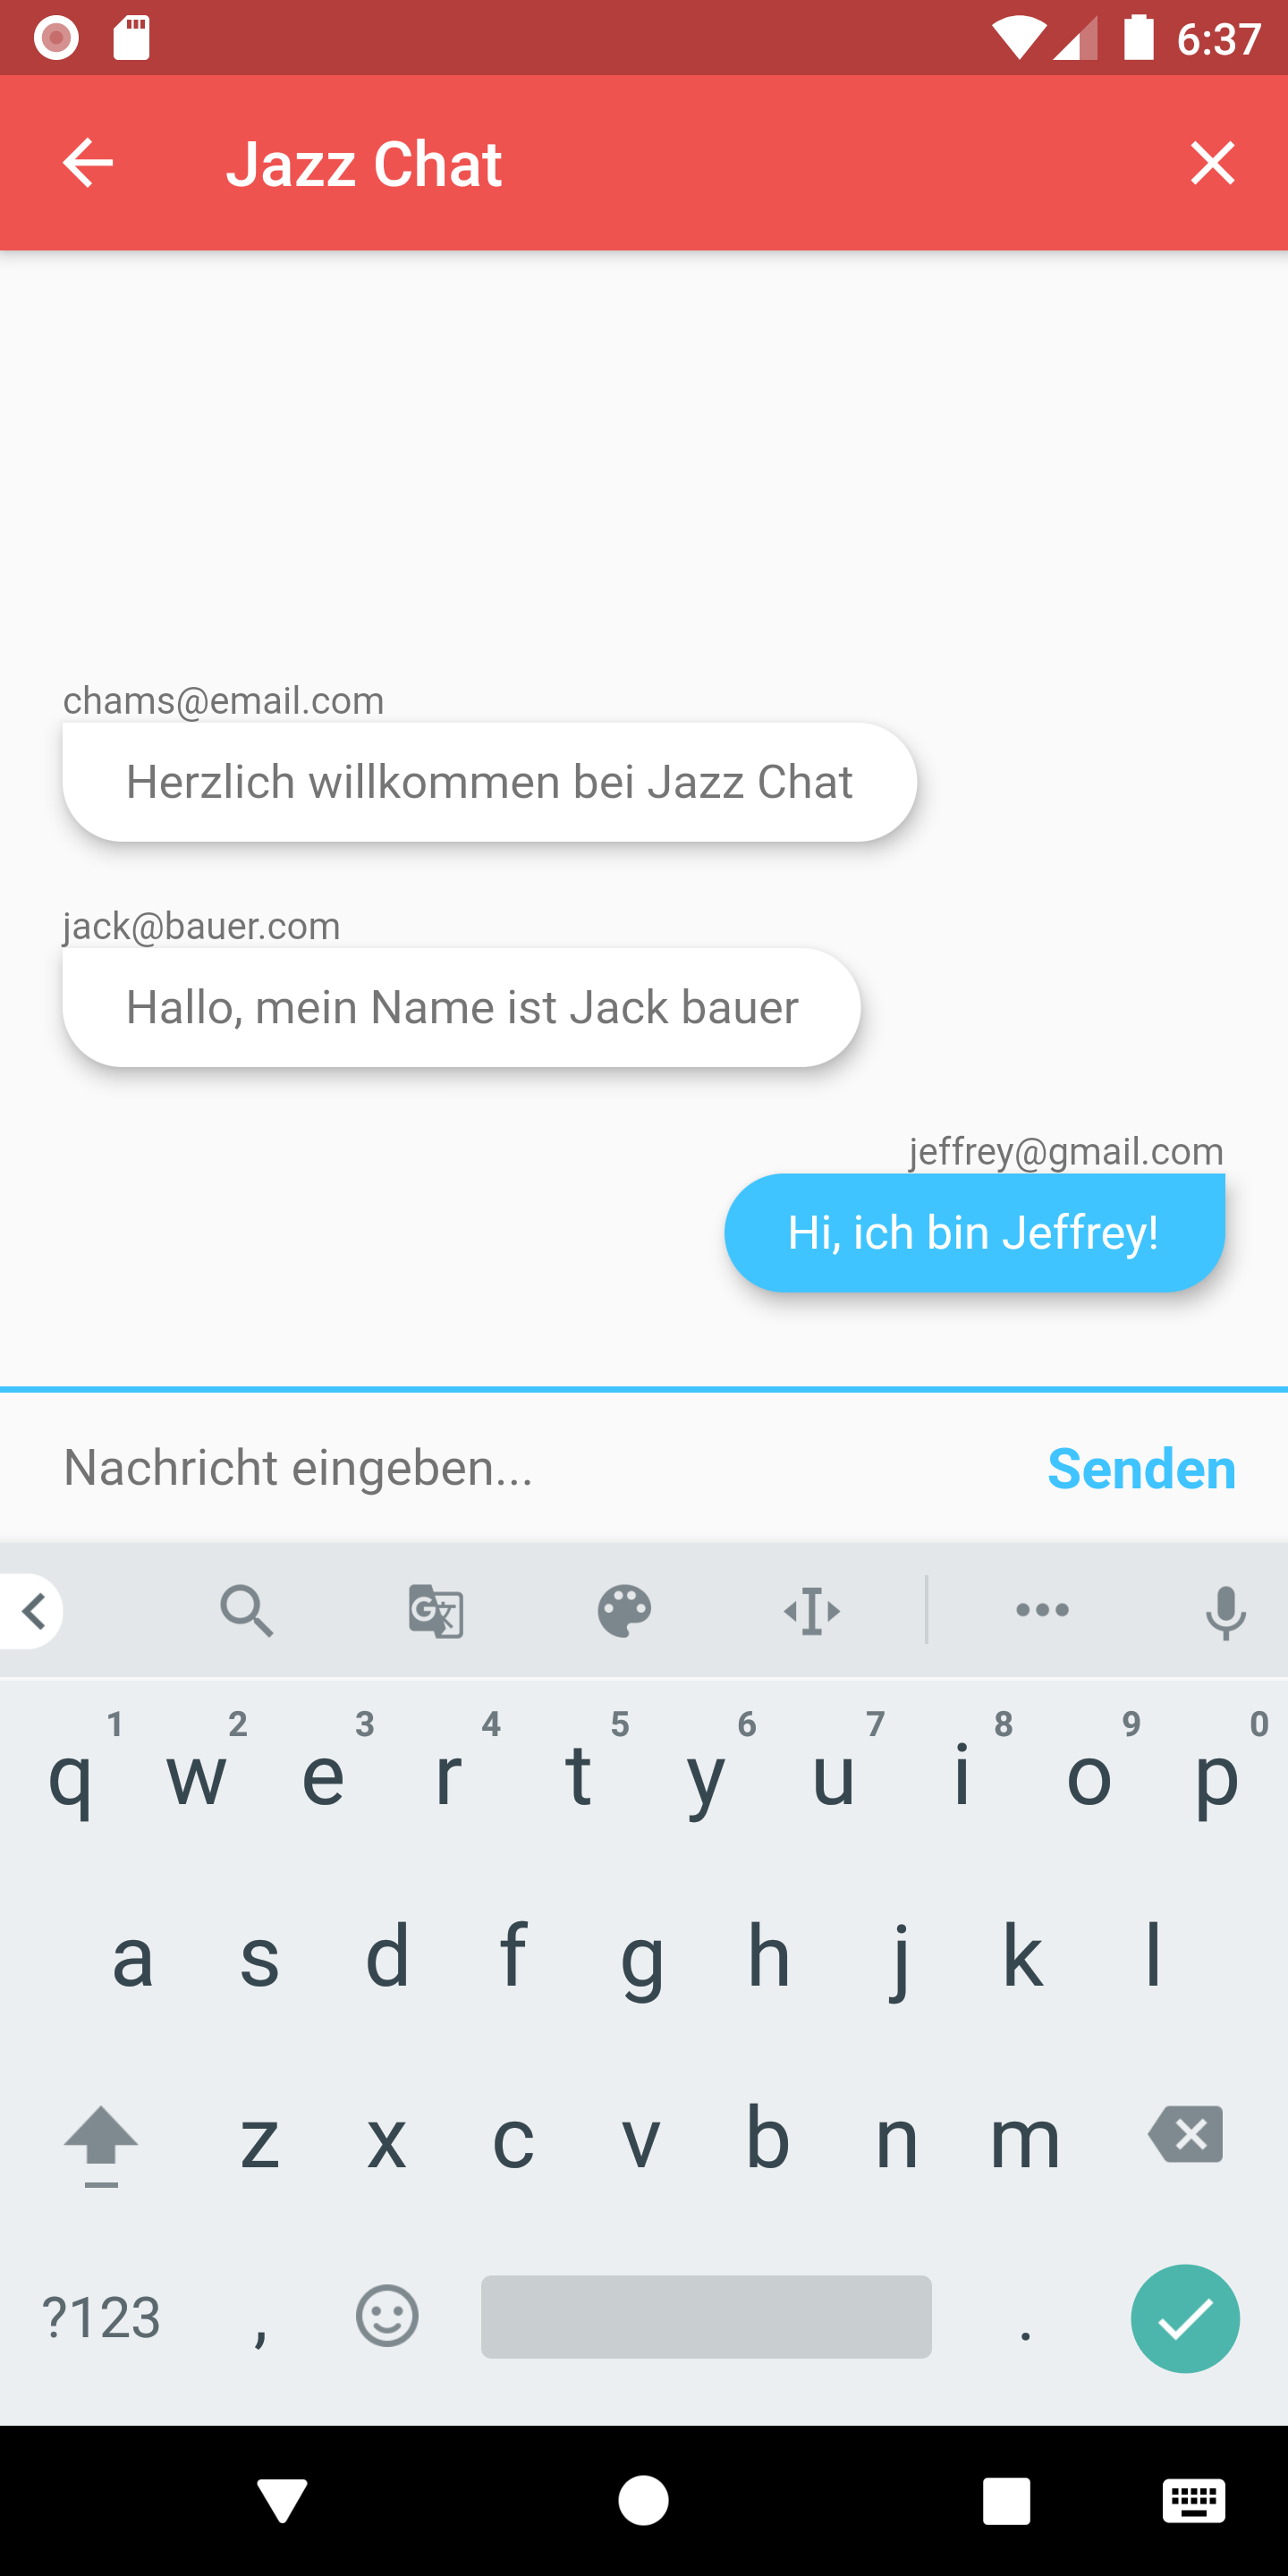 6:37
Jazz Chat
chams@email.com
Herzlich willkommen bei Jazz Chat
jack@bauer.com
Hallo, mein Name ist Jack bauer
jeffrey@gmail.com
Hi, ich bin Jeffrey!
Nachricht eingeben... Senden
1 2 3 4 5 6 7 8 9 0
q w e r t y u i o p
a s d f g h j k l
z x c v b n m
?123 , .